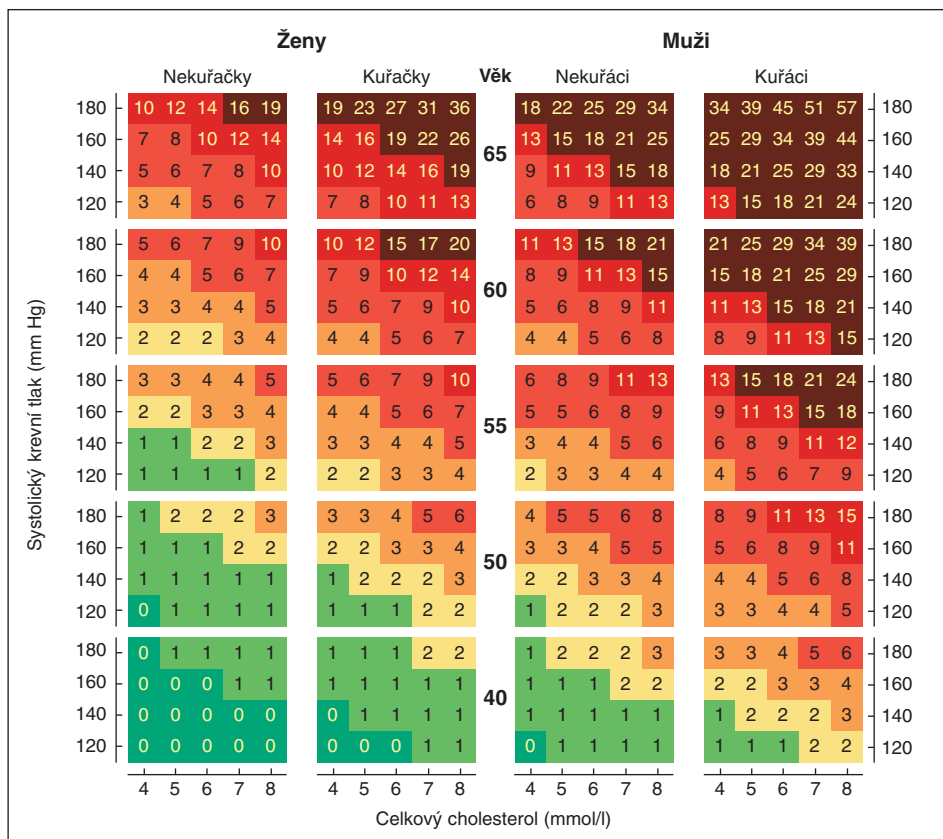 Ženy Muži
Nekuřačky Kuřačky Věk Nekuřáci Kuřáci
180 10 12 14 16 19 19 23 27 31 36 18 22 25 29 34 34 39 45 51 57 180
160 7 8 10 12 14 14 16 19 22 26 13 15 18 21 25 25 29 34 39 44 160
65
140 5 6 7 8 10 10 12 14 16 19 9 11 13 15 18 18 21 25 29 33 140
120 3 4 5 6 7 7 8 10 11 13 6 8 9 11 13 13 15 18 21 24 120
180 5 6 7 9 10 10 12 15 17 20 11 13 15 18 21 21 25 29 34 39 180
160 4 4 5 6 7 7 9 10 12 14 8 9 11 13 15 15 18 21 25 29 160
60
140 3 3 4 4 5 5 6 7 9 10 5 6 8 9 11 11 13 15 18 21 140
120 2 2 2 3 4 4 4 5 6 7 4 4 5 6 8 8 9 11 13 15 120
180 3 3 4 4 5 5 6 7 9 10 6 8 9 11 13 13 15 18 21 24 180
160 2 2 3 3 4 4 4 5 6 7 5 5 6 8 9 9 11 13 15 18 160
55
140 1 1 2 2 3 3 3 4 4 5 3 4 4 5 6 6 8 9 11 12 140
120 1 1 1 1 2 2 2 3 3 4 2 3 3 4 4 4 5 6 7 9 120
180 1 2 2 2 3 3 3 4 5 6 4 5 5 6 8 8 9 11 13 15 180
160 1 1 1 2 2 2 2 3 3 4 3 3 4 5 5 5 6 8 9 11 160
50
140 1 1 1 1 1 1 2 2 2 3 2 2 3 3 4 4 4 5 6 8 140
120 0 1 1 1 1 1 1 1 2 2 1 2 2 2 3 3 3 4 4 5 120
180 0 1 1 1 1 1 1 1 2 2 1 2 2 2 3 3 3 4 5 6 180
160 0 0 0 1 1 1 1 1 1 1 1 1 1 2 2 2 2 3 3 4 160
40
140 0 0 0 0 0 0 1 1 1 1 1 1 1 1 1 1 2 2 2 3 140
120 0 0 0 0 0 0 0 0 1 1 0 1 1 1 1 1 1 1 2 2 120
4 5 6 7 8 4 5 6 7 8 4 5 6 7 8 4 5 6 7 8
Celkový cholesterol (mmol/l)
Systolický krevní tlak (mm Hg)